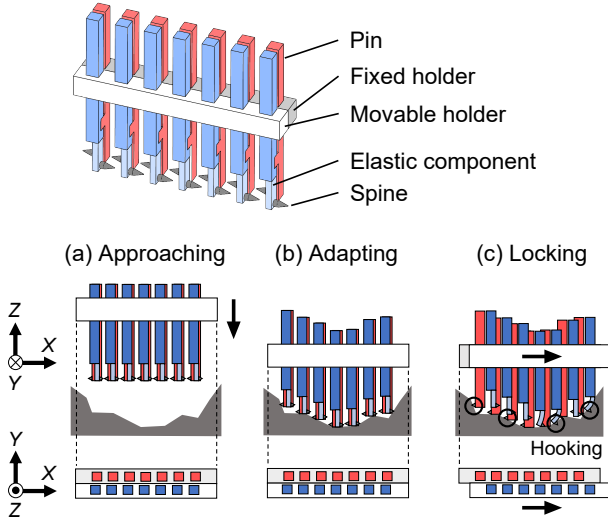 Pin
Fixed holder
Movable holder
Elastic component
Spine
(a) Approaching
(b) Adapting
(c) Locking
Z
X
Y
Hooking
Y
X
Z